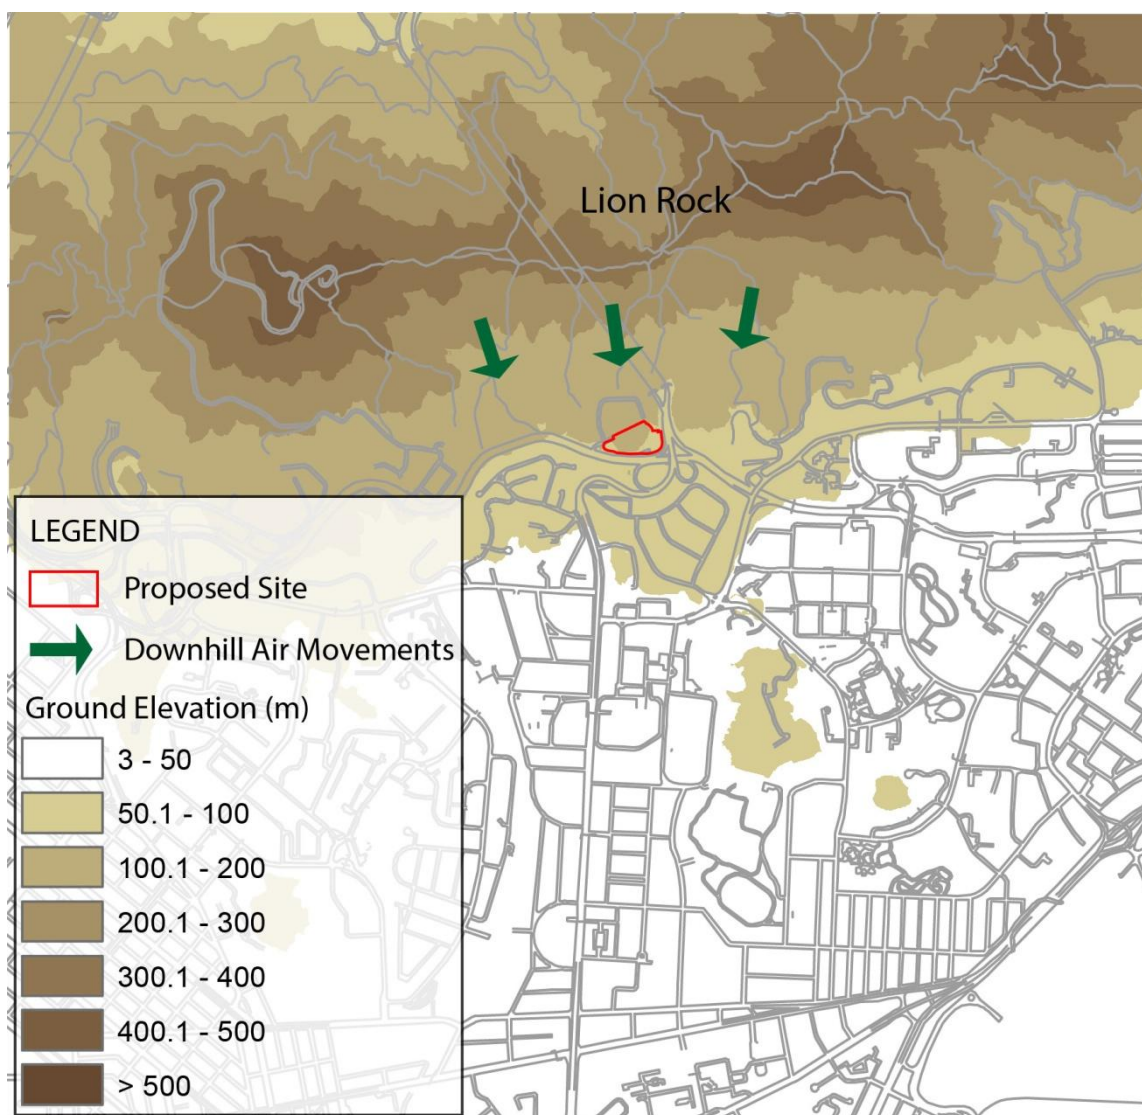 Lion Rock
LEGEND
Proposed Site
Downhill Air Movements
Ground Elevation (m)
3 - 50
50.1 - 100
100.1 - 200
200.1 - 300
300.1 - 400
400.1 - 500
> 500